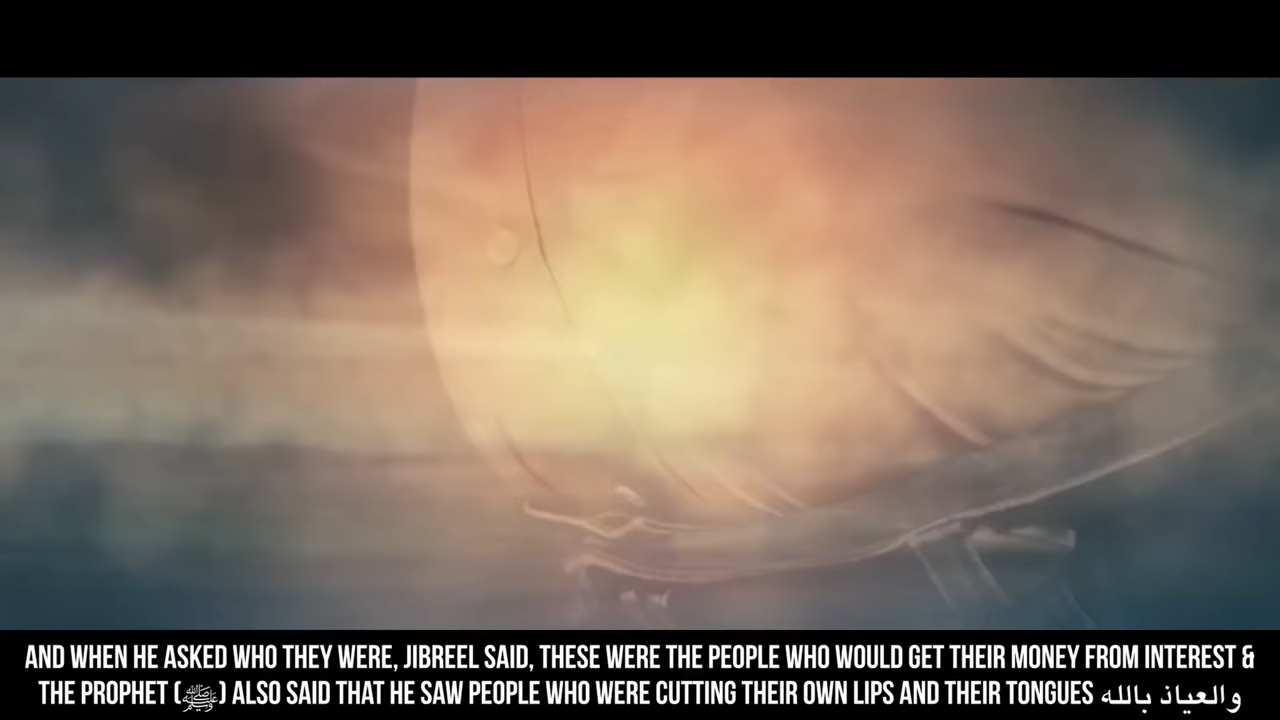 AND WHEN HE ASKED WHO THEY WERE, JIBREEL SAID, THESE WERE THE PEOPLE WHO WOULD GET THEIR MONEY FROM INTEREST &
THE PROPHET (ﷺ) ALSO SAID THAT HE SAW PEOPLE WHO WERE CUTTING THEIR OWN LIPS AND THEIR TONGUES والعياذ بالله